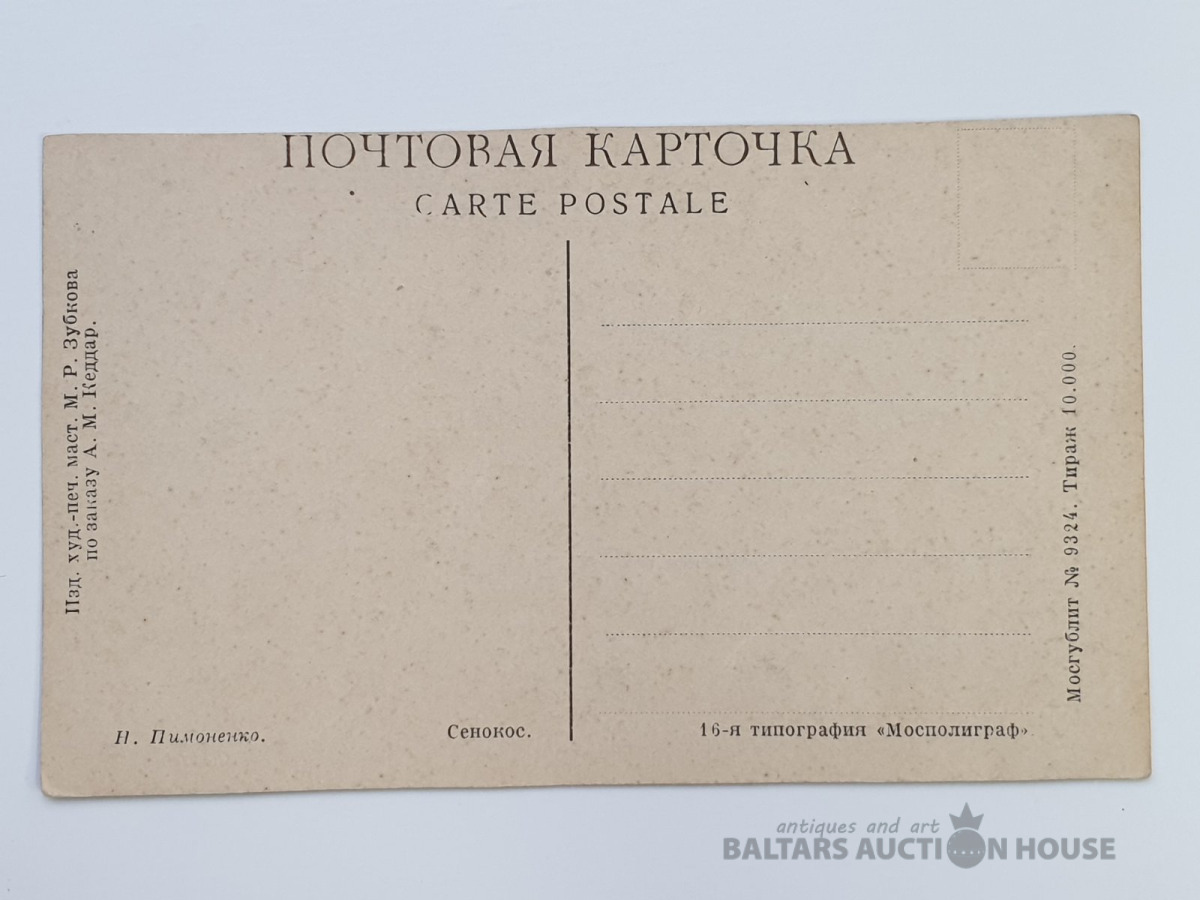 ПОЧТОВАЯ КАРТОЧКА
CARTE POSTALE
Изд. худ.-печ. маст. М. Р. Зубкова
по заказу А. М. Кеддар.
Н. Пимоненко.
Сенокос.
16-я типография «Мосполиграф».
Мосгублит № 9324. Тираж 10.000.
antiques and art
BALTARS AUCTION HOUSE